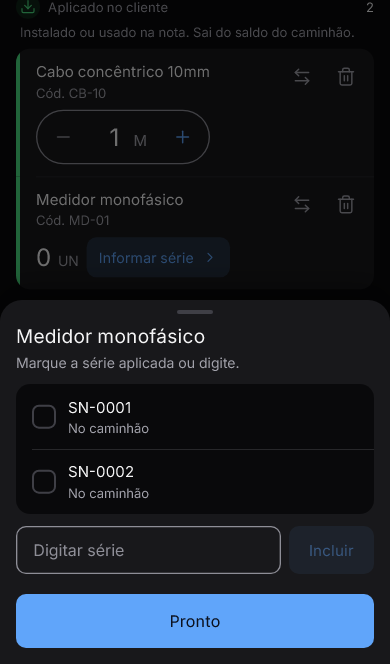 Aplicado no cliente 2
Instalado ou usado na nota. Sai do saldo do caminhão.
Cabo concêntrico 10mm
Cód. CB-10
− 1 M +
Medidor monofásico
Cód. MD-01
0 UN Informar série >
Medidor monofásico
Marque a série aplicada ou digite.
SN-0001
No caminhão
SN-0002
No caminhão
Digitar série Incluir
Pronto